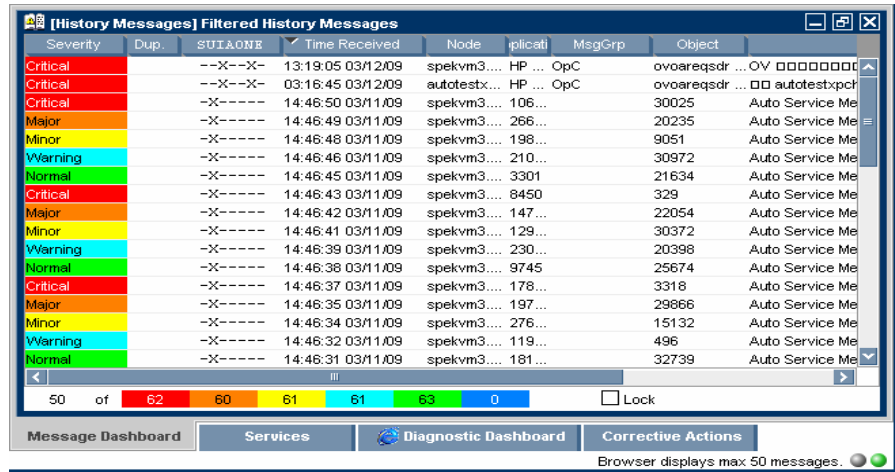 [History Messages] Filtered History Messages
Severity Dup. SUIAONE Time Received Node plicati MsgGrp Object
Critical --X--X- 13:19:05 03/12/09 spekvm3.... HP ... OpC ovoareqsdr ... OV
Critical --X--X- 03:16:45 03/12/09 autotestx... HP ... OpC ovoareqsdr ... autotestxpch
Critical -X----- 14:46:50 03/11/09 spekvm3.... 106... 30025 Auto Service Me
Major -X----- 14:46:49 03/11/09 spekvm3.... 266... 20235 Auto Service Me
Minor -X----- 14:46:48 03/11/09 spekvm3.... 198... 9051 Auto Service Me
Warning -X----- 14:46:46 03/11/09 spekvm3.... 210... 30972 Auto Service Me
Normal -X----- 14:46:45 03/11/09 spekvm3.... 3301 21634 Auto Service Me
Critical -X----- 14:46:43 03/11/09 spekvm3.... 8450 329 Auto Service Me
Major -X----- 14:46:42 03/11/09 spekvm3.... 147... 22054 Auto Service Me
Minor -X----- 14:46:41 03/11/09 spekvm3.... 129... 30372 Auto Service Me
Warning -X----- 14:46:39 03/11/09 spekvm3.... 230... 20398 Auto Service Me
Normal -X----- 14:46:38 03/11/09 spekvm3.... 9745 25674 Auto Service Me
Critical -X----- 14:46:37 03/11/09 spekvm3.... 178... 3318 Auto Service Me
Major -X----- 14:46:35 03/11/09 spekvm3.... 197... 29866 Auto Service Me
Minor -X----- 14:46:34 03/11/09 spekvm3.... 276... 15132 Auto Service Me
Warning -X----- 14:46:32 03/11/09 spekvm3.... 119... 496 Auto Service Me
Normal -X----- 14:46:31 03/11/09 spekvm3.... 181... 32739 Auto Service Me
50 of 62 60 61 61 63 0 Lock
Message Dashboard Services Diagnostic Dashboard Corrective Actions
Browser displays max 50 messages.